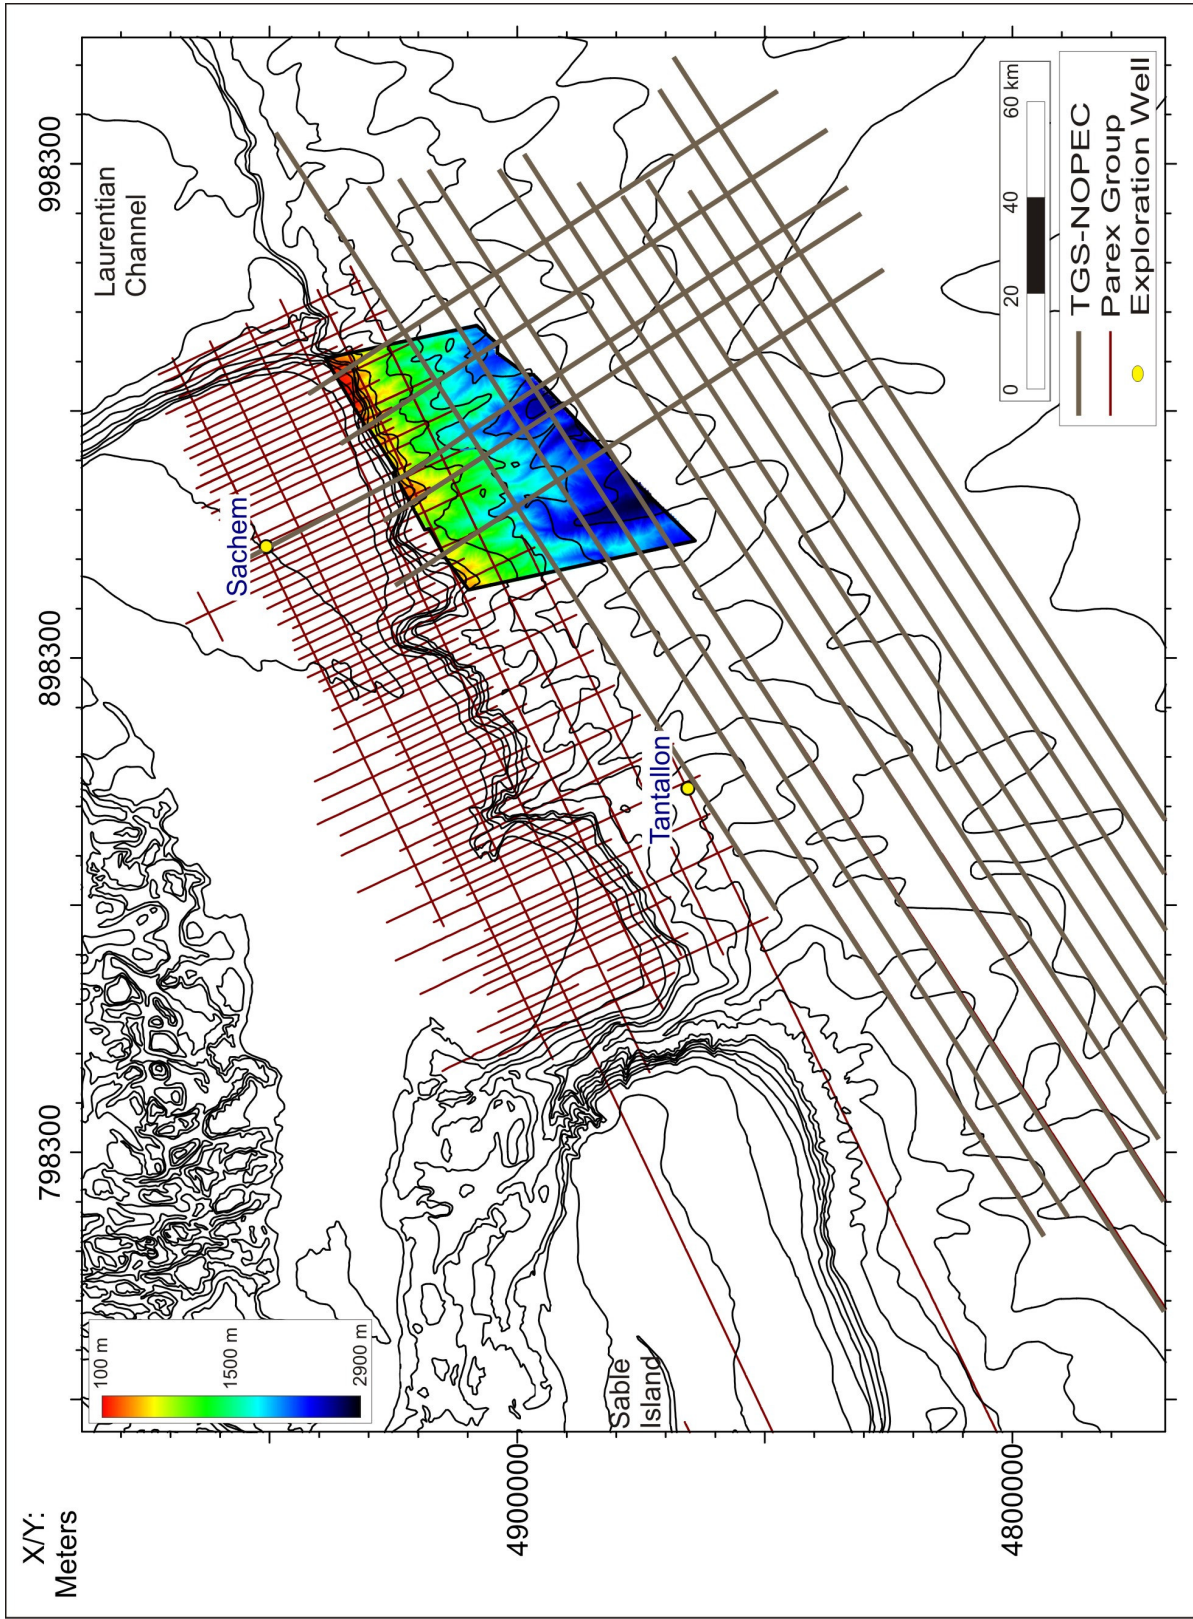 X/Y:
Meters
798300
898300
998300
4900000
4800000
100 m
1500 m
2900 m
Laurentian
Channel
Sachem
Tantallon
Sable
Island
0
20
40
60 km
TGS-NOPEC
Parex Group
Exploration Well